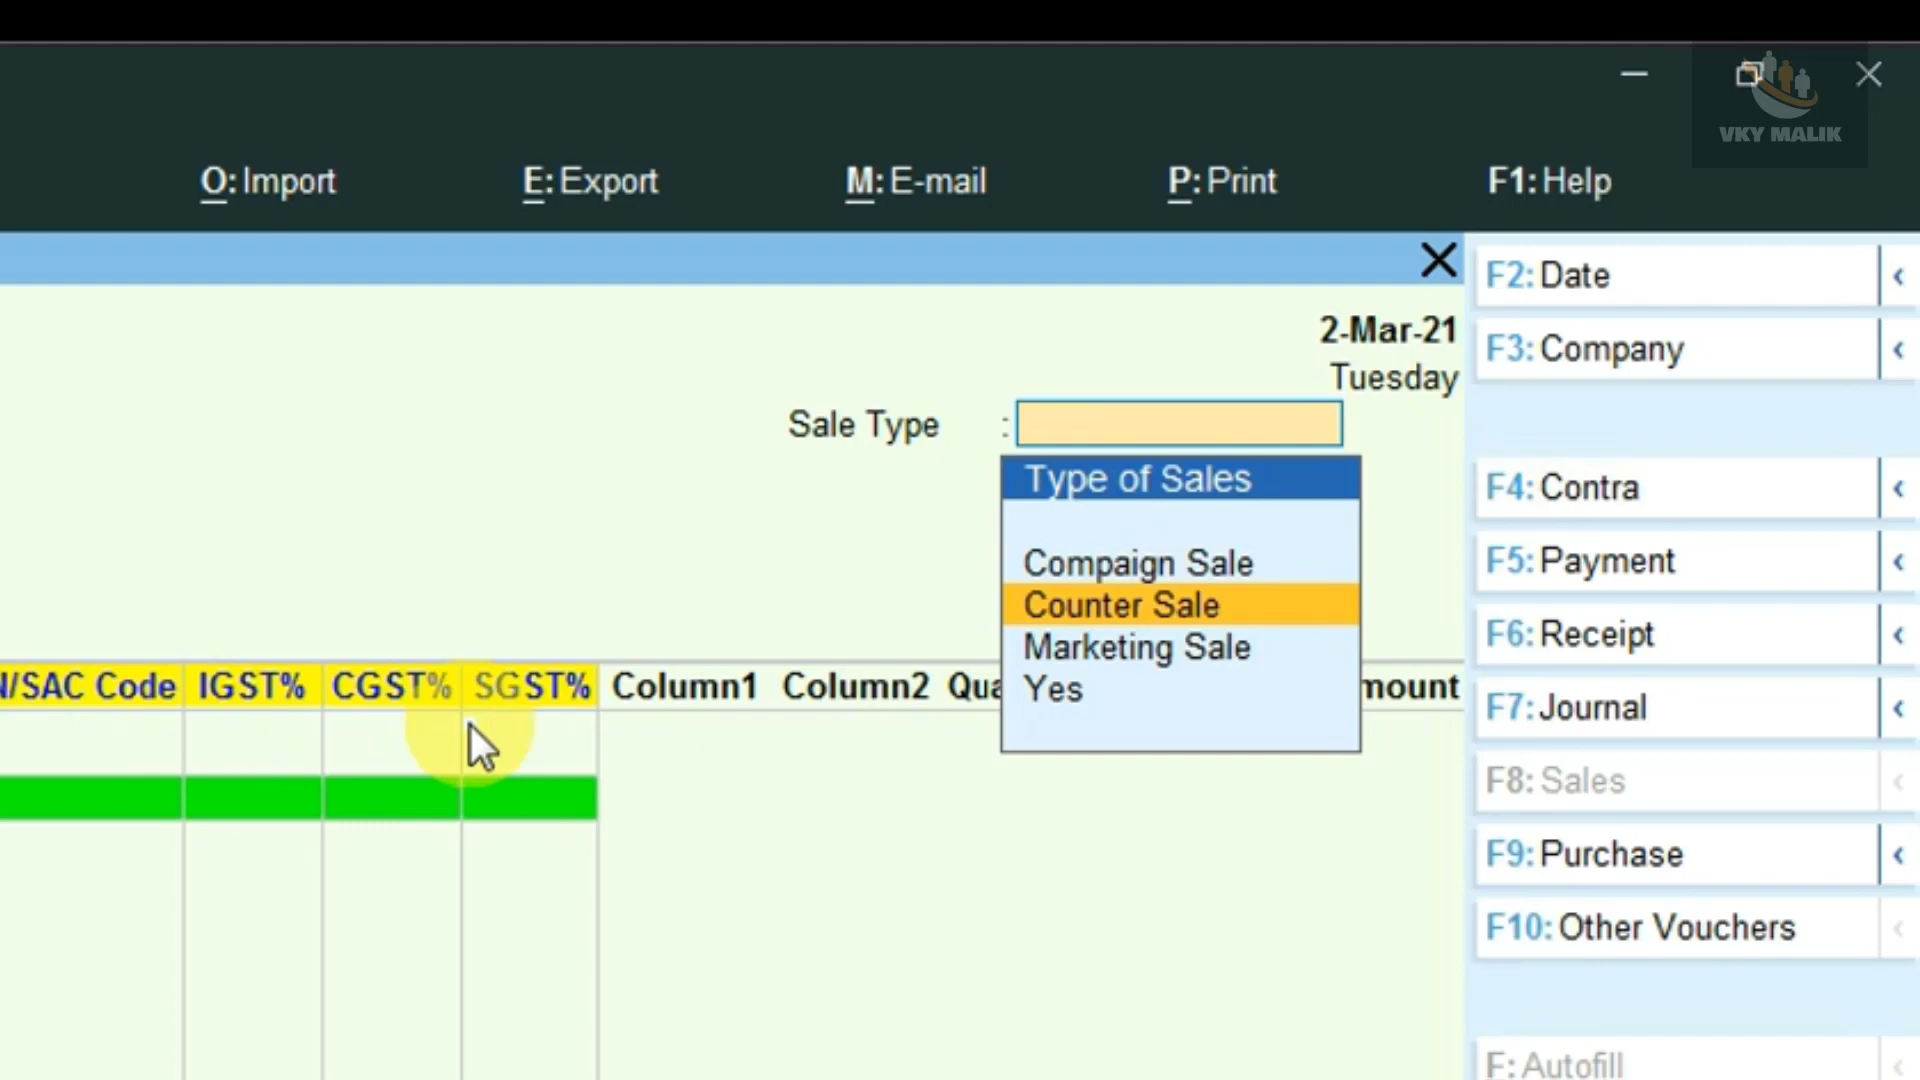 VKY MALIK
O: Import
E: Export
M: E-mail
P: Print
F1: Help
2-Mar-21
Tuesday
Sale Type :
Type of Sales
Compaign Sale
Counter Sale
Marketing Sale
Yes
N/SAC Code IGST% CGST% SGST% Column1 Column2 Qua mount
F2: Date
F3: Company
F4: Contra
F5: Payment
F6: Receipt
F7: Journal
F8: Sales
F9: Purchase
F10: Other Vouchers
F: Autofill